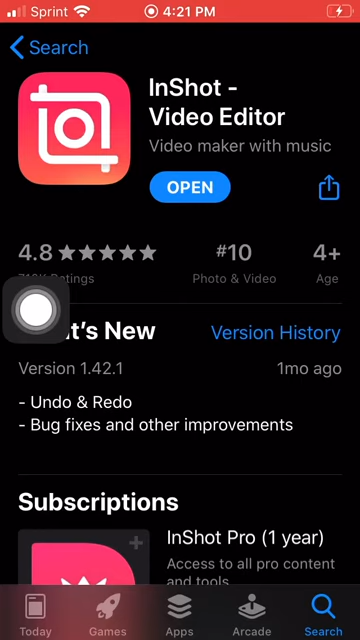 Sprint 4:21 PM
Search
InShot -
Video Editor
Video maker with music
OPEN
4.8 #10 4+
Ratings Photo & Video Age
t's New Version History
Version 1.42.1 1mo ago
- Undo & Redo
- Bug fixes and other improvements
Subscriptions
InShot Pro (1 year)
Access to all pro content
and tools
Today Games Apps Arcade Search